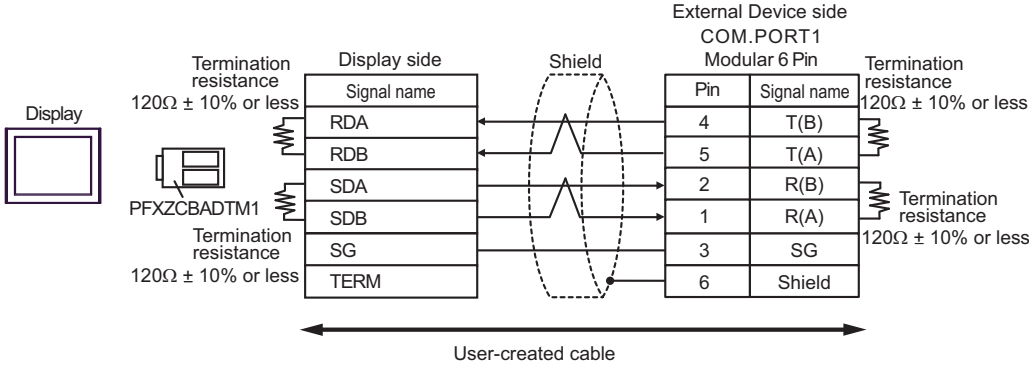 External Device side
COM.PORT1
Modular 6 Pin
Display side
Shield
Termination
resistance
120Ω ± 10% or less
Termination
resistance
120Ω ± 10% or less
Display
PFXZCBADTM1
Signal name
Pin
Signal name
RDA
4
T(B)
RDB
5
T(A)
SDA
2
R(B)
SDB
1
R(A)
SG
3
SG
TERM
6
Shield
Termination
resistance
120Ω ± 10% or less
Termination
resistance
120Ω ± 10% or less
User-created cable